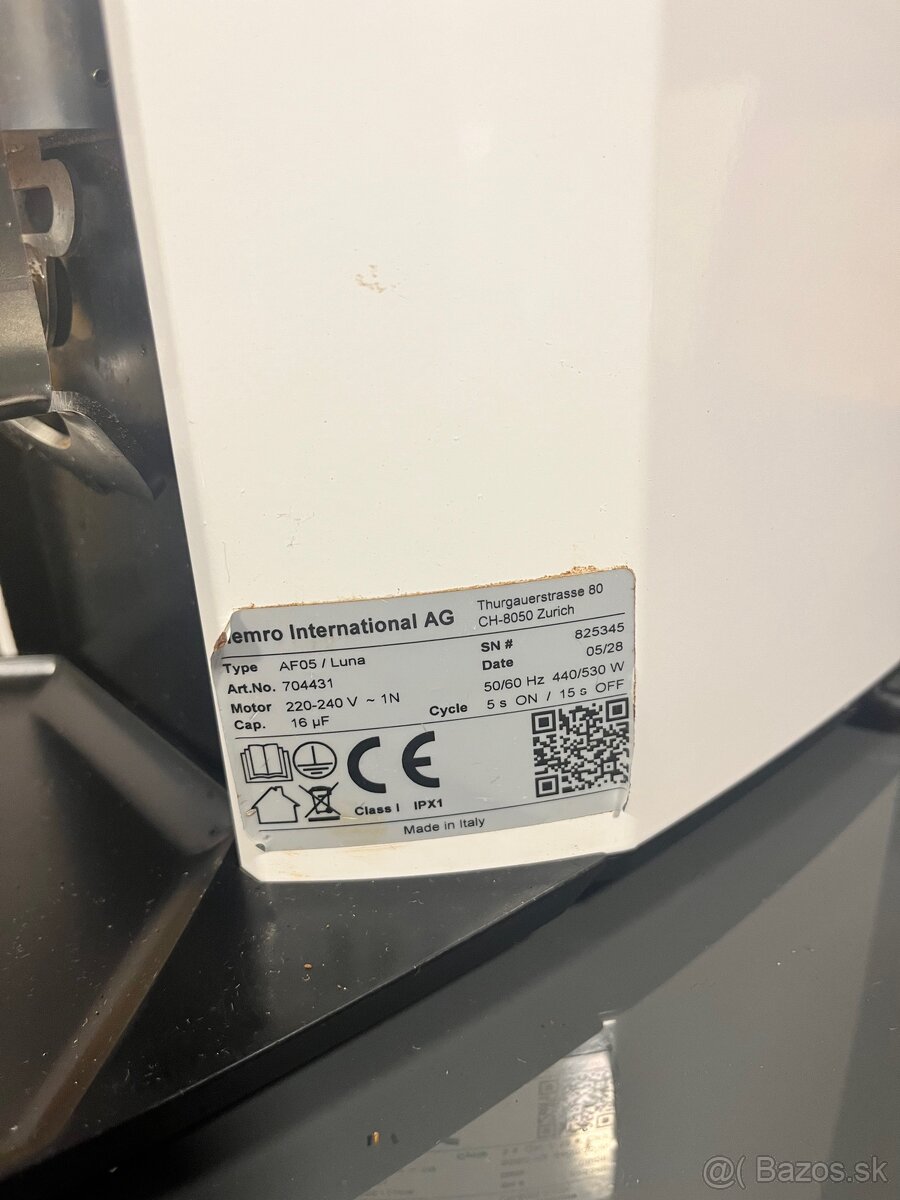 emro International AG
Thurgauerstrasse 80
CH-8050 Zurich
Type AF05 / Luna
SN # 825345
Art.No. 704431
Date 05/28
Motor 220-240 V ~ 1N
50/60 Hz 440/530 W
Cap. 16 µF
Cycle 5 s ON / 15 s OFF
CE
Class I IPX1
Made in Italy
@( Bazos.sk